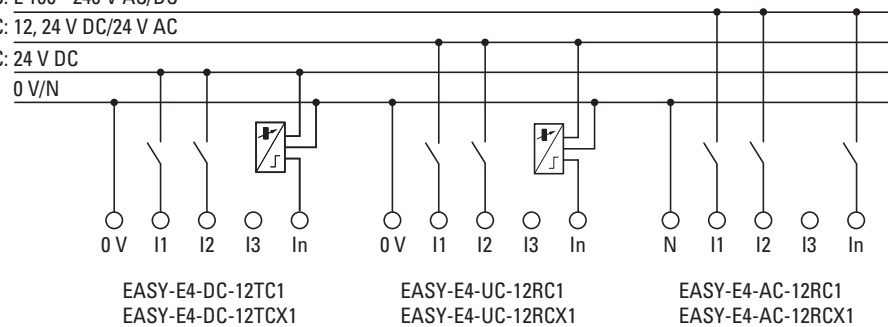 C: 12, 24 V DC/24 V AC
C: 24 V DC
0 V/N
0 V I1 I2 I3 In
0 V I1 I2 I3 In
N I1 I2 I3 In
EASY-E4-DC-12TC1
EASY-E4-DC-12TCX1
EASY-E4-UC-12RC1
EASY-E4-UC-12RCX1
EASY-E4-AC-12RC1
EASY-E4-AC-12RCX1